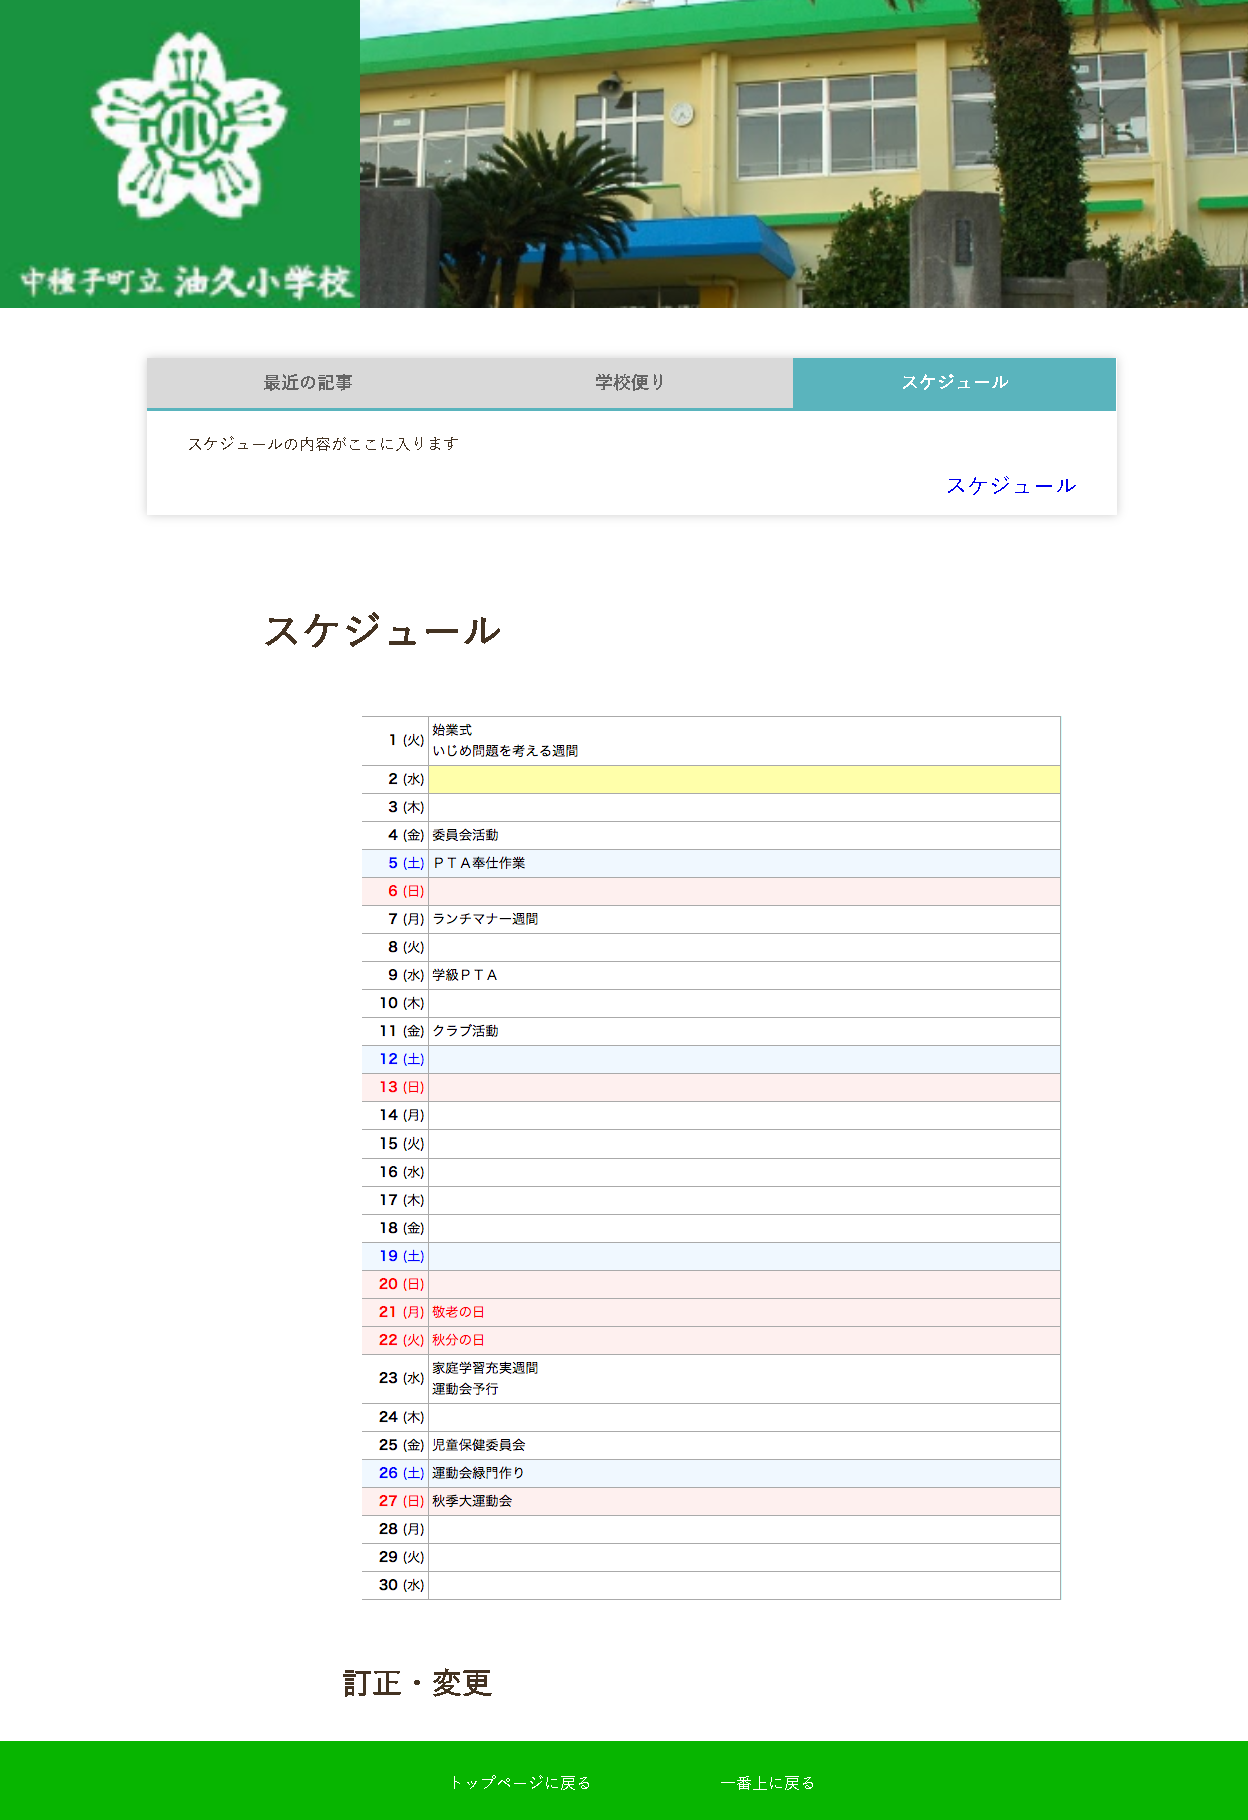 小
中種子町立 油久小学校
最近の記事
学校便り
スケジュール
スケジュールの内容がここに入ります
スケジュール
スケジュール
1 (火) 始業式
いじめ問題を考える週間
2 (水)
3 (木)
4 (金) 委員会活動
5 (土) ＰＴＡ奉仕作業
6 (日)
7 (月) ランチマナー週間
8 (火)
9 (水) 学級ＰＴＡ
10 (木)
11 (金) クラブ活動
12 (土)
13 (日)
14 (月)
15 (火)
16 (水)
17 (木)
18 (金)
19 (土)
20 (日)
21 (月) 敬老の日
22 (火) 秋分の日
23 (水) 家庭学習充実週間
運動会予行
24 (木)
25 (金) 児童保健委員会
26 (土) 運動会緑門作り
27 (日) 秋季大運動会
28 (月)
29 (火)
30 (水)
訂正・変更
トップページに戻る
一番上に戻る